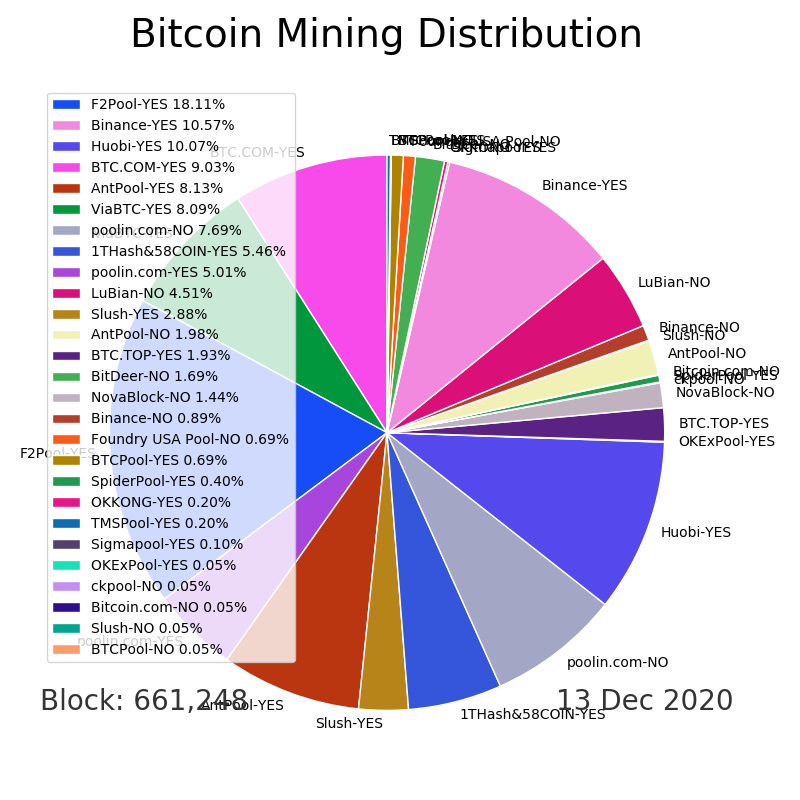 Bitcoin Mining Distribution
F2Pool-YES 18.11%
Binance-YES 10.57%
Huobi-YES 10.07%
BTC.COM-YES 9.03%
AntPool-YES 8.13%
ViaBTC-YES 8.09%
poolin.com-NO 7.69%
1THash&58COIN-YES 5.46%
poolin.com-YES 5.01%
LuBian-NO 4.51%
Slush-YES 2.88%
AntPool-NO 1.98%
BTC.TOP-YES 1.93%
BitDeer-NO 1.69%
NovaBlock-NO 1.44%
Binance-NO 0.89%
Foundry USA Pool-NO 0.69%
BTCPool-YES 0.69%
SpiderPool-YES 0.40%
OKKONG-YES 0.20%
TMSPool-YES 0.20%
Sigmapool-YES 0.10%
OKExPool-YES 0.05%
ckpool-NO 0.05%
Bitcoin.com-NO 0.05%
Slush-NO 0.05%
BTCPool-NO 0.05%
BTC.COM-YES
F2Pool-YES
poolin.com-YES
AntPool-YES
Slush-YES
1THash&58COIN-YES
poolin.com-NO
Huobi-YES
OKExPool-YES
BTC.TOP-YES
NovaBlock-NO
ckpool-NO
SpiderPool-YES
Bitcoin.com-NO
AntPool-NO
Slush-NO
Binance-NO
LuBian-NO
Binance-YES
Block: 661,248
13 Dec 2020